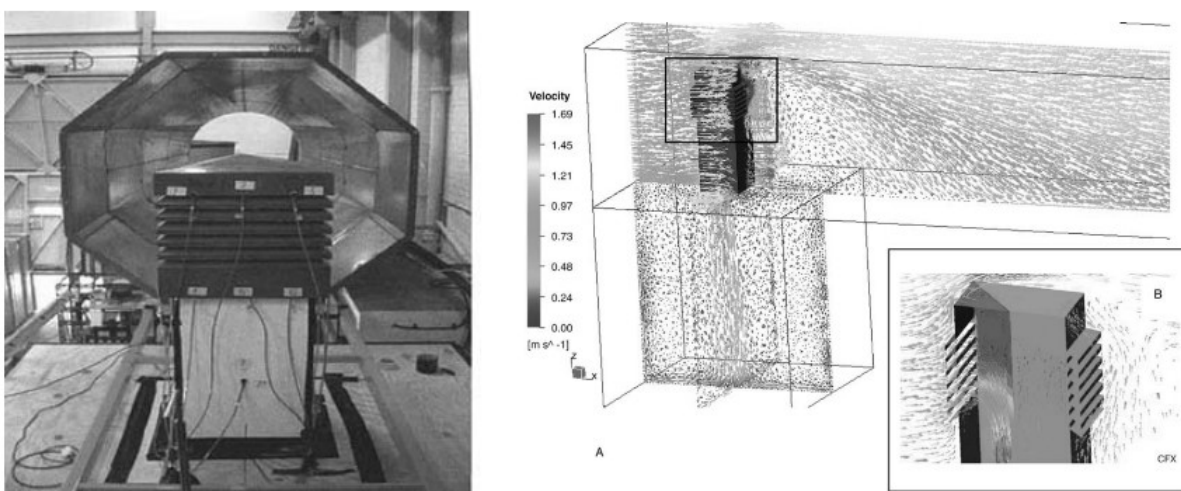 DANGER
Velocity
1.69
1.45
1.21
0.97
0.73
0.48
0.24
0.00
[m s^ -1]
Z
X
A
B
CFX